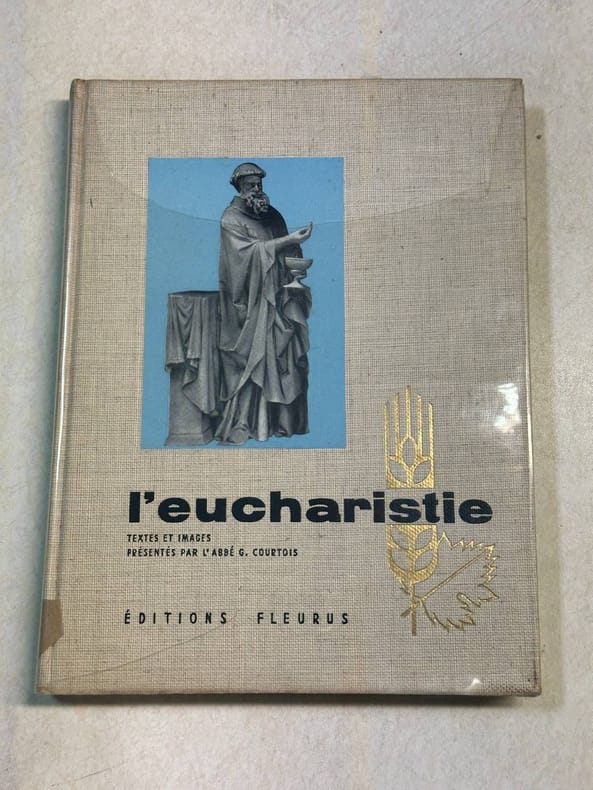 l'eucharistie
TEXTES ET IMAGES
PRÉSENTÉS PAR L'ABBÉ G. COURTOIS
ÉDITIONS FLEURUS